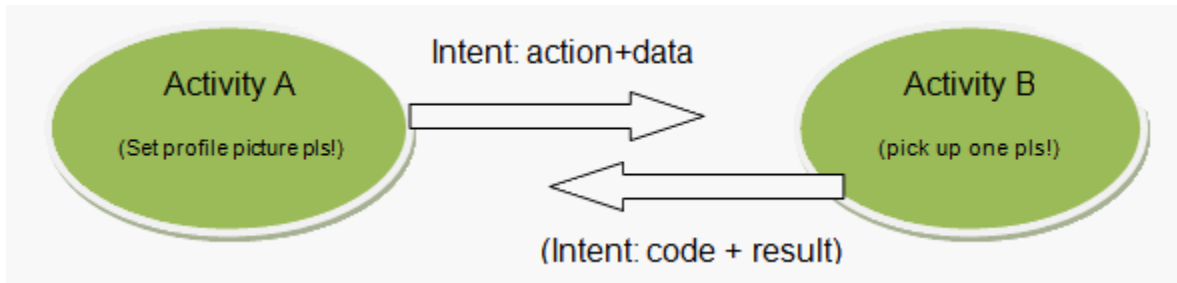 Intent: action+data
Activity A
(Set profile picture pls!)
Activity B
(pick up one pls!)
(Intent: code + result)